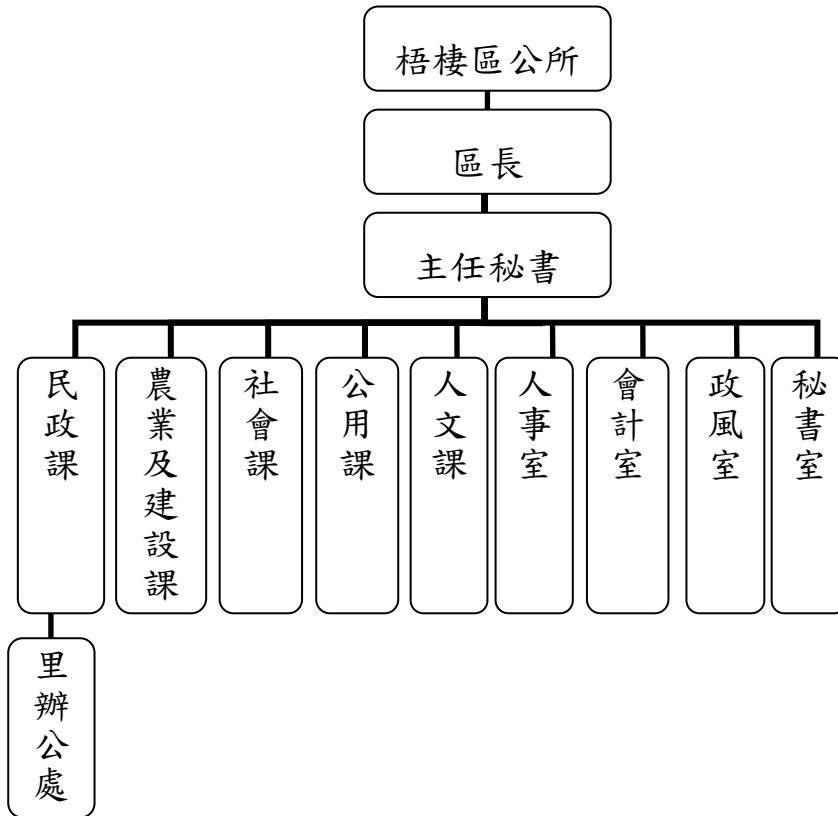 梧棲區公所
區長
主任秘書
民政課
農業及建設課
社會課
公用課
人文課
人事室
會計室
政風室
秘書室
里辦公處